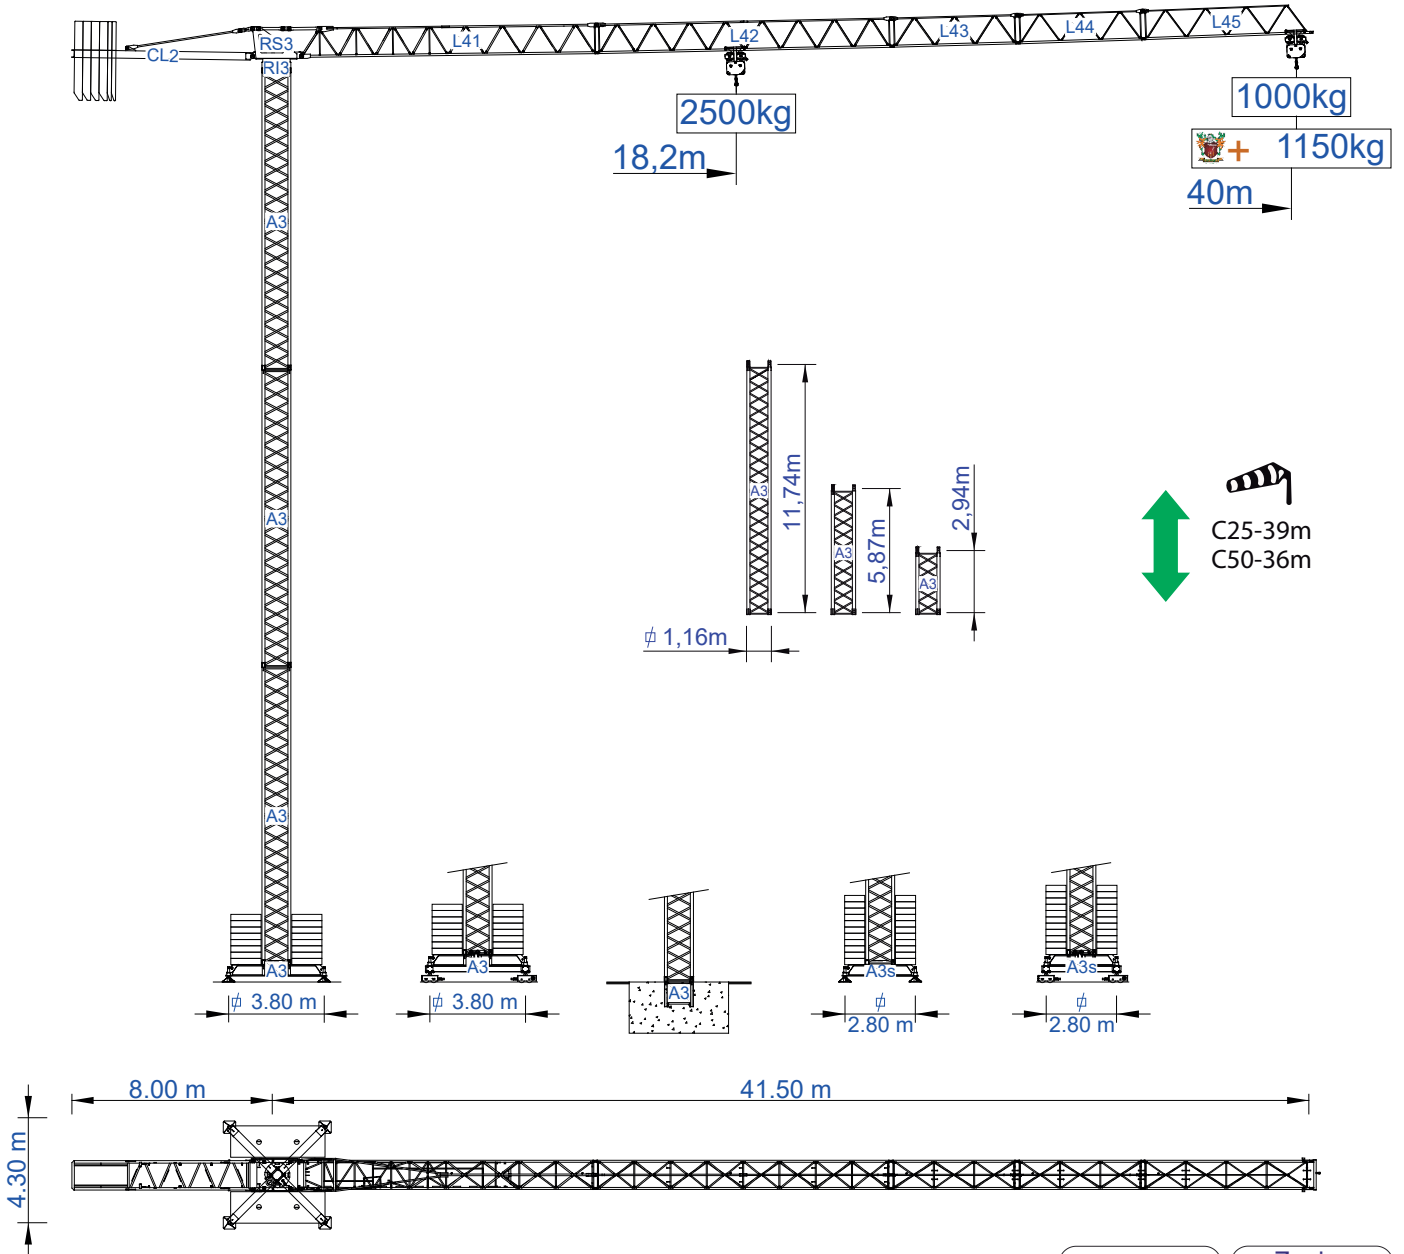 CL2
RS3
RI3
L41
L42
L43
L44
L45
2500kg
18,2m
1000kg
+ 1150kg
40m
A3
A3
A3
A3
11,74m
A3
5,87m
A3
2,94m
A3
⌀ 1,16m
C25-39m
C50-36m
A3
A3
A3
A3s
A3s
⌀ 3.80 m
⌀ 3.80 m
⌀
2.80 m
⌀
2.80 m
8.00 m
41.50 m
4.30 m